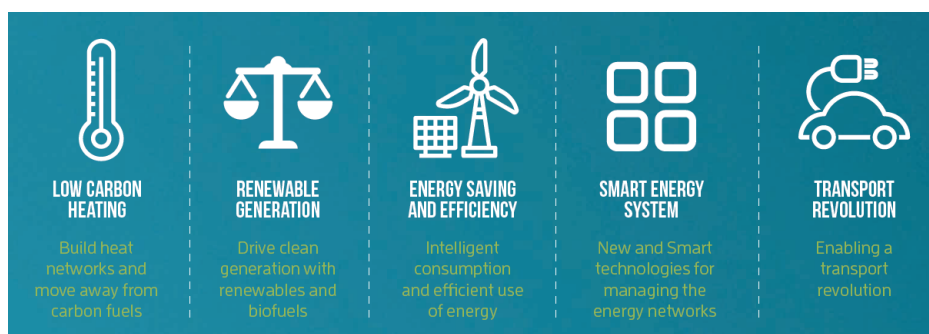 LOW CARBON
HEATING
Build heat
networks and
move away from
carbon fuels
RENEWABLE
GENERATION
Drive clean
generation with
renewables and
biofuels
ENERGY SAVING
AND EFFICIENCY
Intelligent
consumption
and efficient use
of energy
SMART ENERGY
SYSTEM
New and Smart
technologies for
managing the
energy networks
TRANSPORT
REVOLUTION
Enabling a
transport
revolution